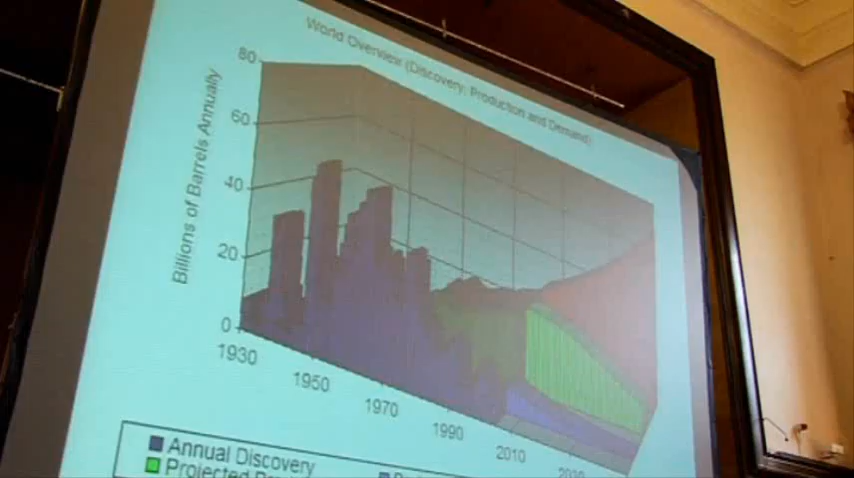 World Overview (Discovery, Production and Demand)
Billions of Barrels Annually
80
60
40
20
0
1930
1950
1970
1990
2010
2030
Annual Discovery
Projected